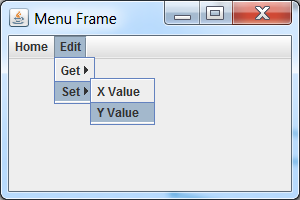 Menu Frame
Home Edit
Get
Set X Value
Y Value